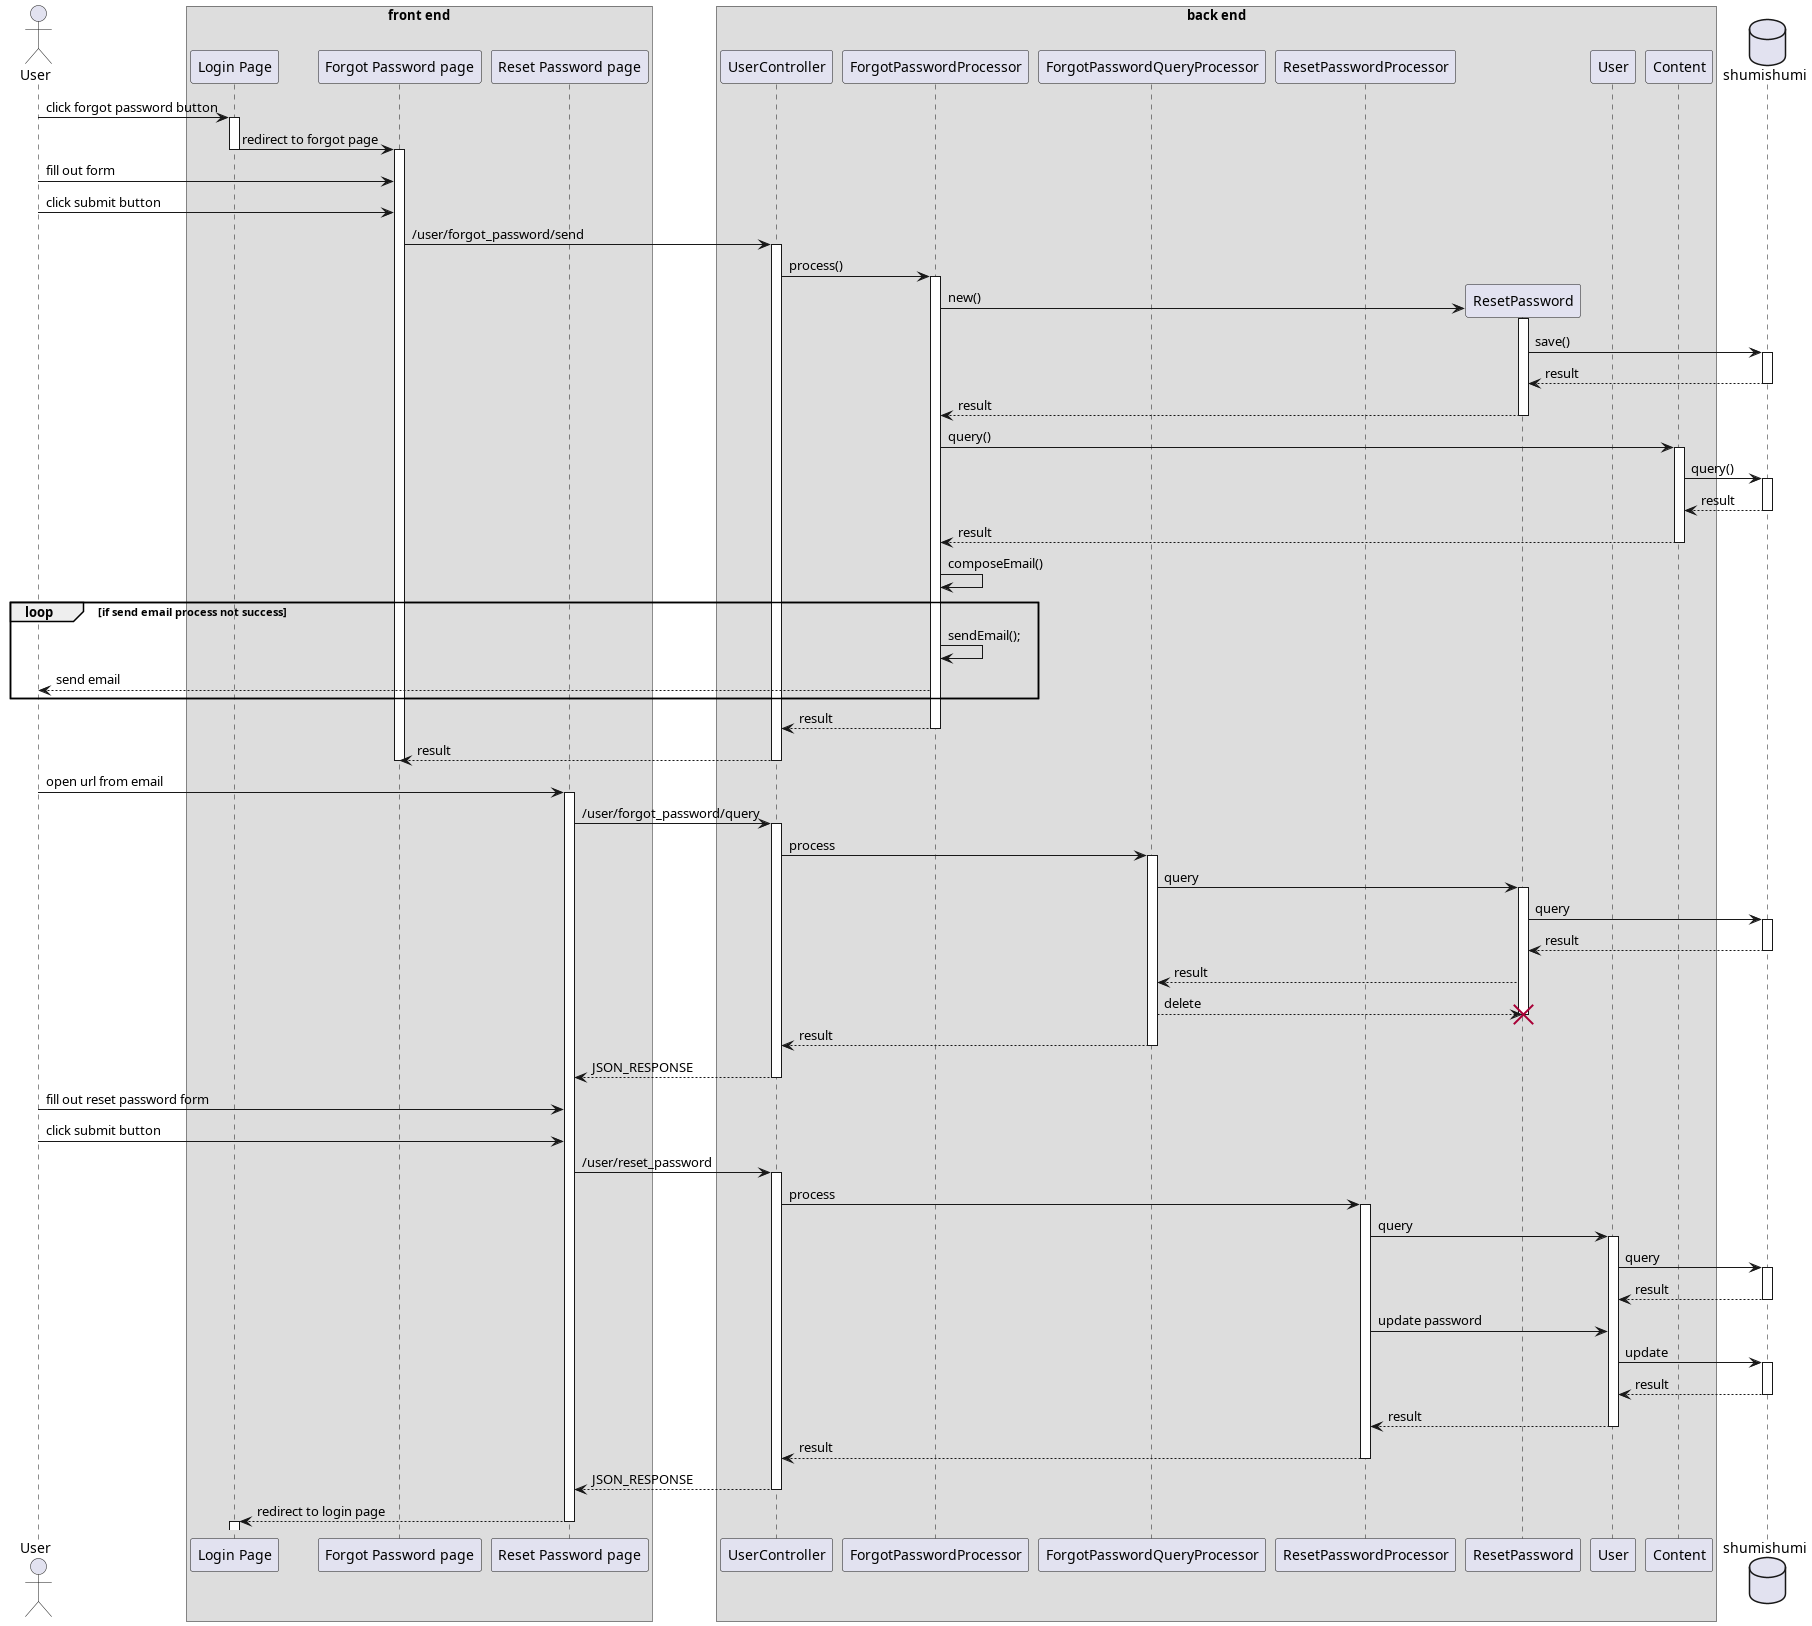 front end
back end
User
Login Page
Forgot Password page
Reset Password page
UserController
ForgotPasswordProcessor
ForgotPasswordQueryProcessor
ResetPasswordProcessor
User
Content
shumishumi
click forgot password button
redirect to forgot page
fill out form
click submit button
/user/forgot_password/send
process()
new()
ResetPassword
save()
result
result
query()
query()
result
result
composeEmail()
loop [if send email process not success]
sendEmail();
send email
result
result
open url from email
/user/forgot_password/query
process
query
query
result
result
delete
result
JSON_RESPONSE
fill out reset password form
click submit button
/user/reset_password
process
query
query
result
update password
update
result
result
result
JSON_RESPONSE
redirect to login page
User
Login Page
Forgot Password page
Reset Password page
UserController
ForgotPasswordProcessor
ForgotPasswordQueryProcessor
ResetPasswordProcessor
ResetPassword
User
Content
shumishumi